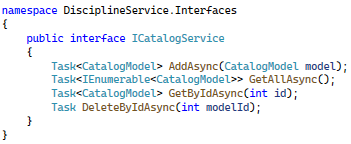 namespace DisciplineService.Interfaces
{
    public interface ICatalogService
    {
        Task<CatalogModel> AddAsync(CatalogModel model);
        Task<IEnumerable<CatalogModel>> GetAllAsync();
        Task<CatalogModel> GetByIdAsync(int id);
        Task DeleteByIdAsync(int modelId);
    }
}